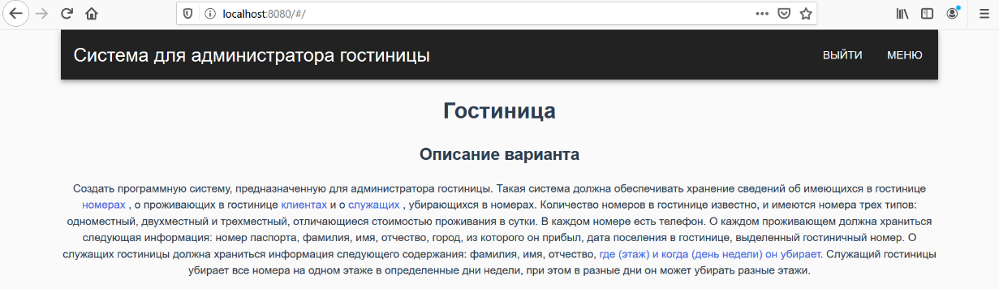 localhost:8080/#/
Система для администратора гостиницы
ВЫЙТИ
МЕНЮ
Гостиница
Описание варианта
Создать программную систему, предназначенную для администратора гостиницы. Такая система должна обеспечивать хранение сведений об имеющихся в гостинице
номерах , о проживающих в гостинице клиентах и о служащих , убирающихся в номерах. Количество номеров в гостинице известно, и имеются номера трех типов:
одноместный, двухместный и трехместный, отличающиеся стоимостью проживания в сутки. В каждом номере есть телефон. О каждом проживающем должна храниться
следующая информация: номер паспорта, фамилия, имя, отчество, город, из которого он прибыл, дата поселения в гостинице, выделенный гостиничный номер. О
служащих гостиницы должна храниться информация следующего содержания: фамилия, имя, отчество, где (этаж) и когда (день недели) он убирает. Служащий гостиницы
убирает все номера на одном этаже в определенные дни недели, при этом в разные дни он может убирать разные этажи.